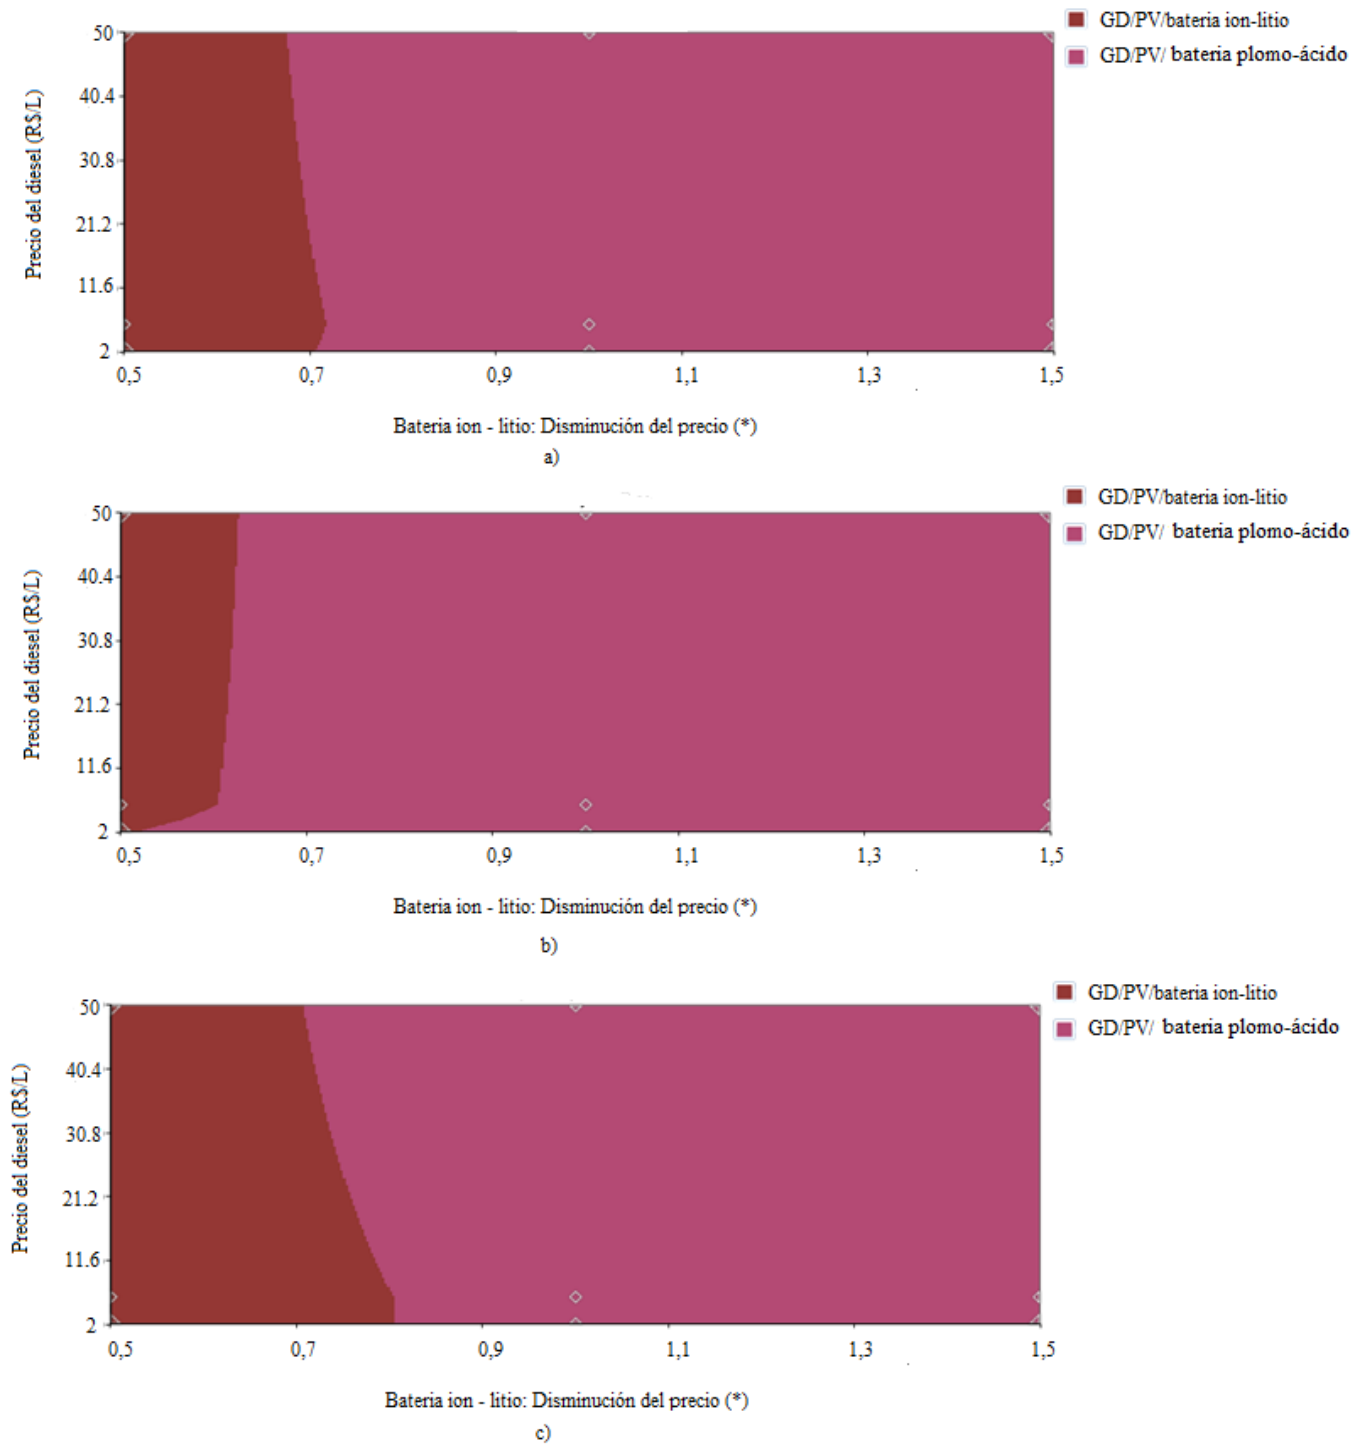 GD/PV/bateria ion-litio
GD/PV/ bateria plomo-ácido
Precio del diesel (R$/L)
50
40.4
30.8
21.2
11.6
2
0,5 0,7 0,9 1,1 1,3 1,5
Bateria ion - litio: Disminución del precio (*)
a)
GD/PV/bateria ion-litio
GD/PV/ bateria plomo-ácido
Precio del diesel (R$/L)
50
40.4
30.8
21.2
11.6
2
0,5 0,7 0,9 1,1 1,3 1,5
Bateria ion - litio: Disminución del precio (*)
b)
GD/PV/bateria ion-litio
GD/PV/ bateria plomo-ácido
Precio del diesel (R$/L)
50
40.4
30.8
21.2
11.6
2
0,5 0,7 0,9 1,1 1,3 1,5
Bateria ion - litio: Disminución del precio (*)
c)